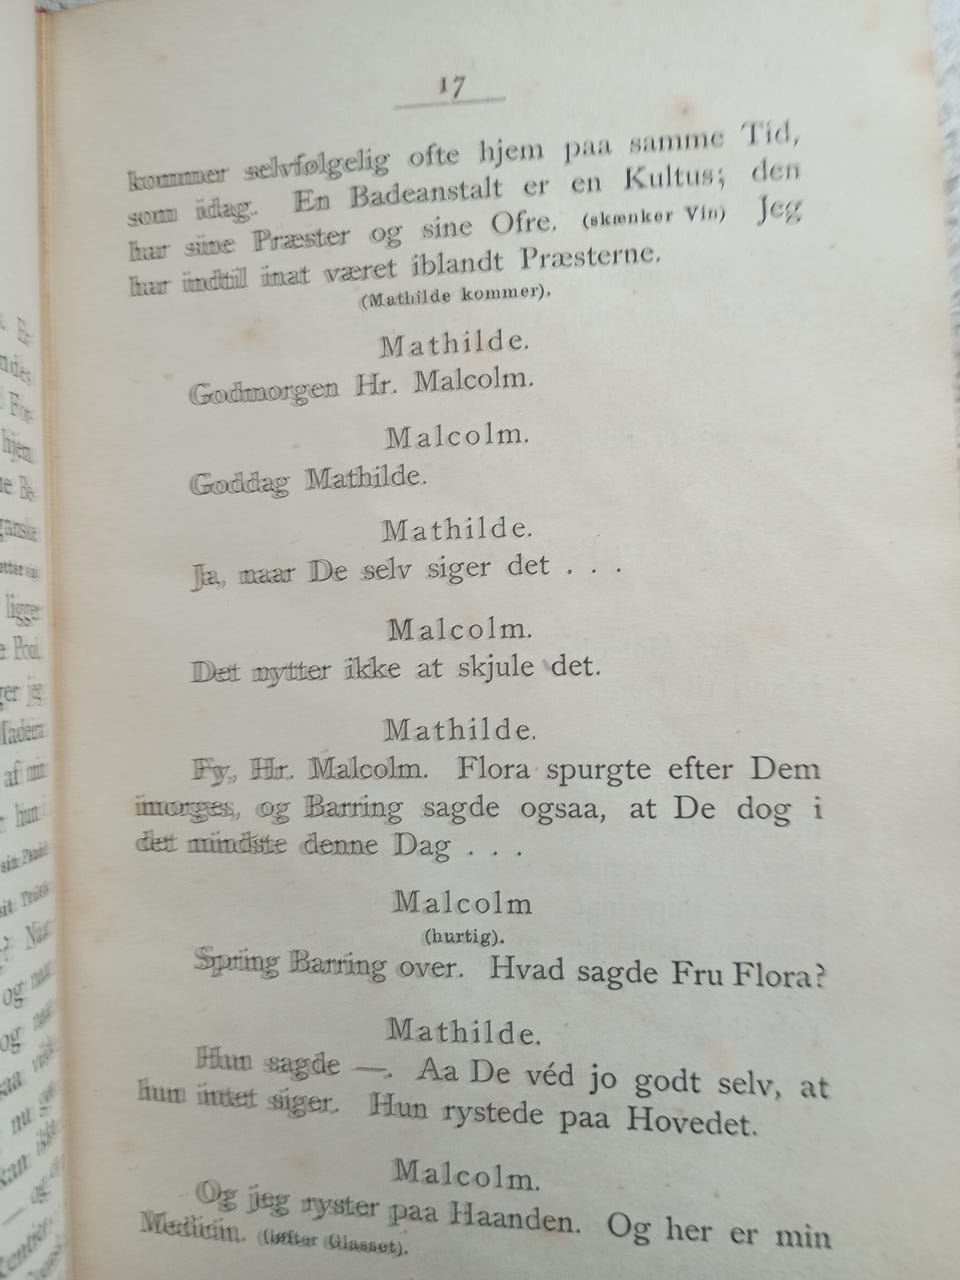 17
kommer selvfølgelig ofte hjem paa samme Tid,
som idag. En Badeanstalt er en Kultus; den
har sine Præster og sine Ofre. (skænker Vin) Jeg
har indtil inat været iblandt Præsterne.
(Mathilde kommer).
Mathilde.
Godmorgen Hr. Malcolm.
Malcolm.
Goddag Mathilde.
Mathilde.
Ja, naar De selv siger det . . .
Malcolm.
Det nytter ikke at skjule det.
Mathilde.
Fy, Hr. Malcolm. Flora spurgte efter Dem
imorges, og Barring sagde ogsaa, at De dog i
det mindste denne Dag . . .
Malcolm
(hurtig).
Spring Barring over. Hvad sagde Fru Flora?
Mathilde.
Hun sagde —. Aa De véd jo godt selv, at
hun intet siger. Hun rystede paa Hovedet.
Malcolm.
Og jeg ryster paa Haanden. Og her er min
Medicin. (løfter Glasset).